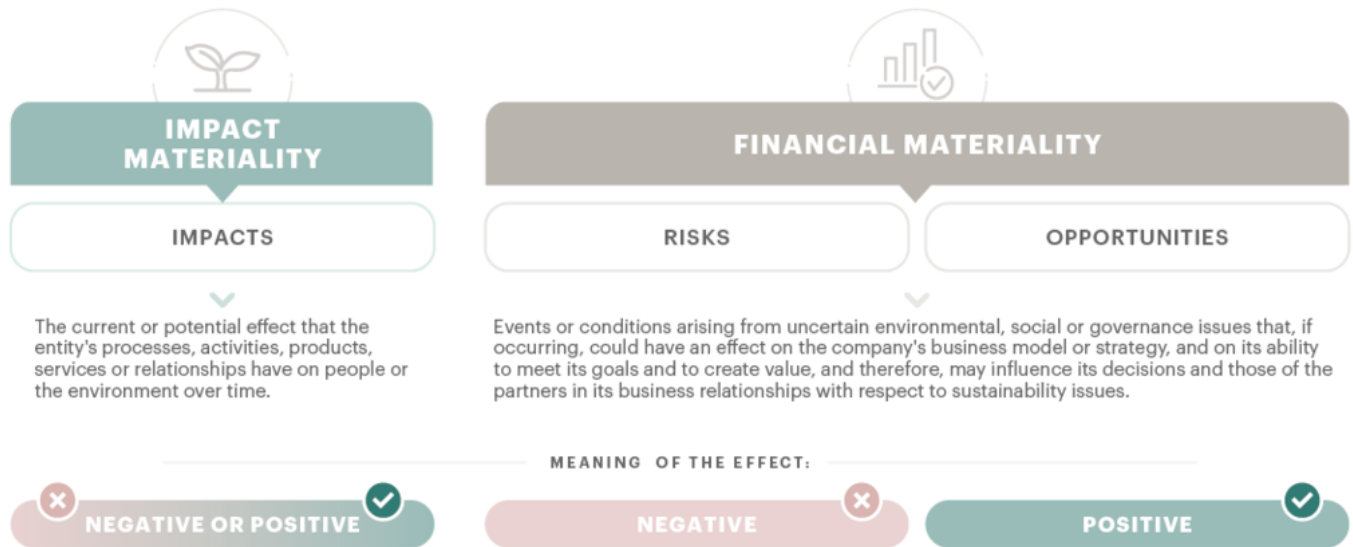 IMPACT
MATERIALITY
FINANCIAL MATERIALITY
IMPACTS
RISKS
OPPORTUNITIES
The current or potential effect that the
entity's processes, activities, products,
services or relationships have on people or
the environment over time.
Events or conditions arising from uncertain environmental, social or governance issues that, if
occurring, could have an effect on the company's business model or strategy, and on its ability
to meet its goals and to create value, and therefore, may influence its decisions and those of the
partners in its business relationships with respect to sustainability issues.
MEANING OF THE EFFECT:
NEGATIVE OR POSITIVE
NEGATIVE
POSITIVE